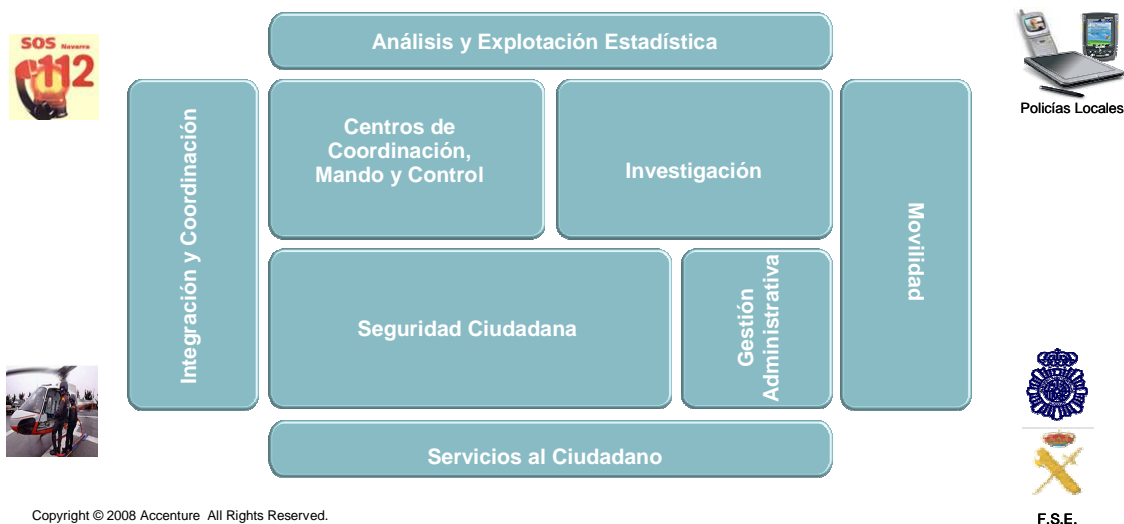 SOS Navarra
112
Análisis y Explotación Estadística
Policías Locales
Integración y Coordinación
Centros de
Coordinación,
Mando y Control
Investigación
Movilidad
Seguridad Ciudadana
Gestión
Administrativa
Servicios al Ciudadano
Copyright © 2008 Accenture All Rights Reserved.
F.S.E.